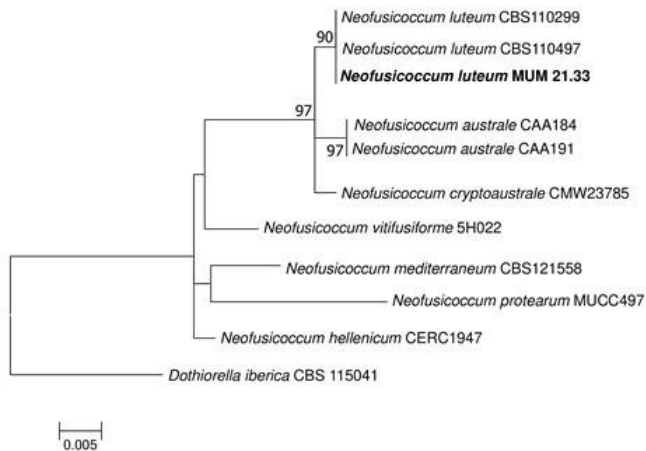 Neofusicoccum luteum CBS110299
90
Neofusicoccum luteum CBS110497
Neofusicoccum luteum MUM 21.33
97
Neofusicoccum australe CAA184
97
Neofusicoccum australe CAA191
Neofusicoccum cryptoaustrale CMW23785
Neofusicoccum vitifusiforme 5H022
Neofusicoccum mediterraneum CBS121558
Neofusicoccum protearum MUCC497
Neofusicoccum hellenicum CERC1947
Dothiorella iberica CBS 115041
0.005